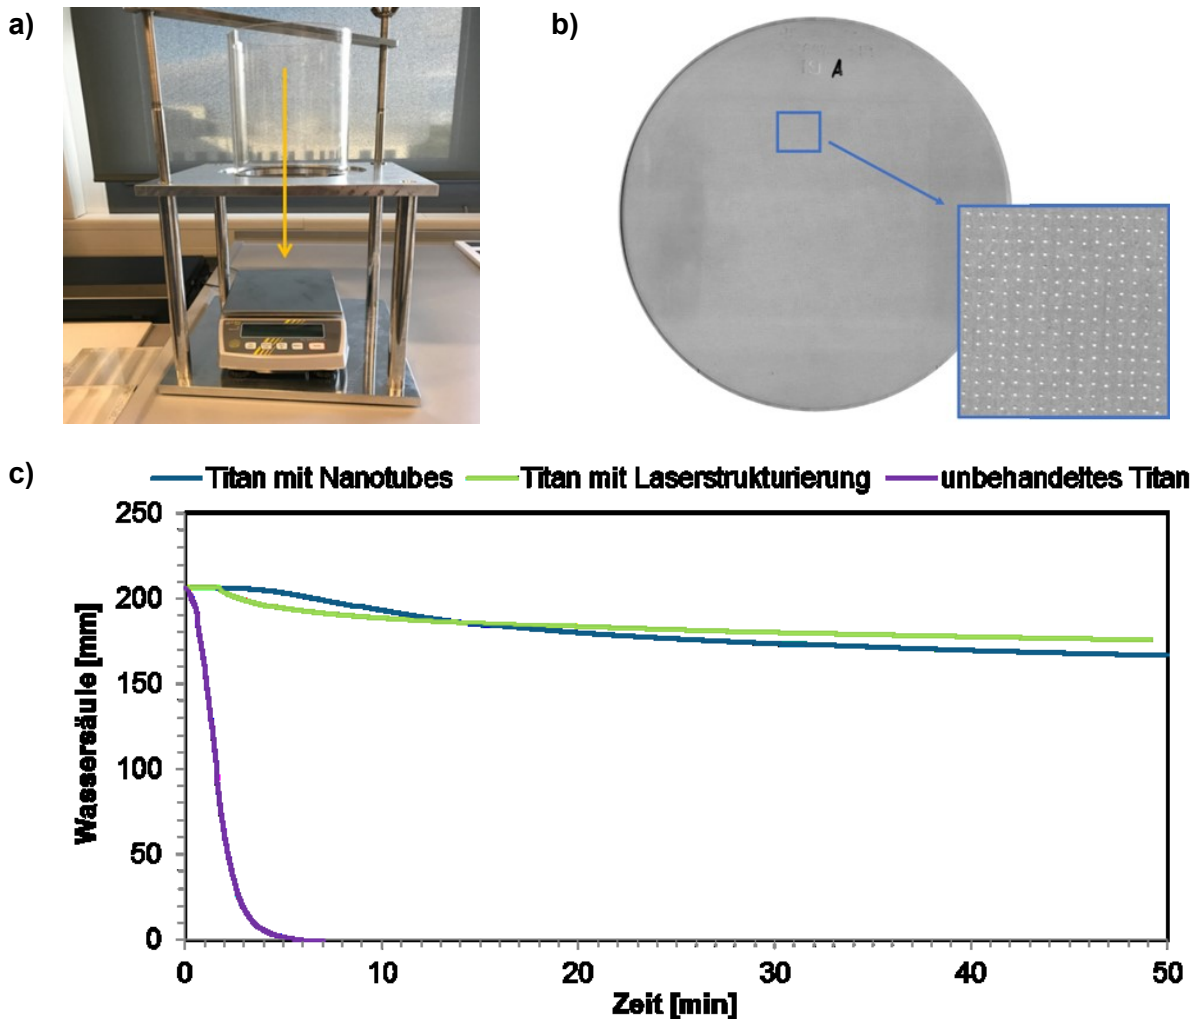 a)
b)
A
c)
Titan mit Nanotubes
Titan mit Laserstrukturierung
unbehandeltes Titan
250
200
150
100
50
0
Wassersäule [mm]
0
10
20
30
40
50
Zeit [min]